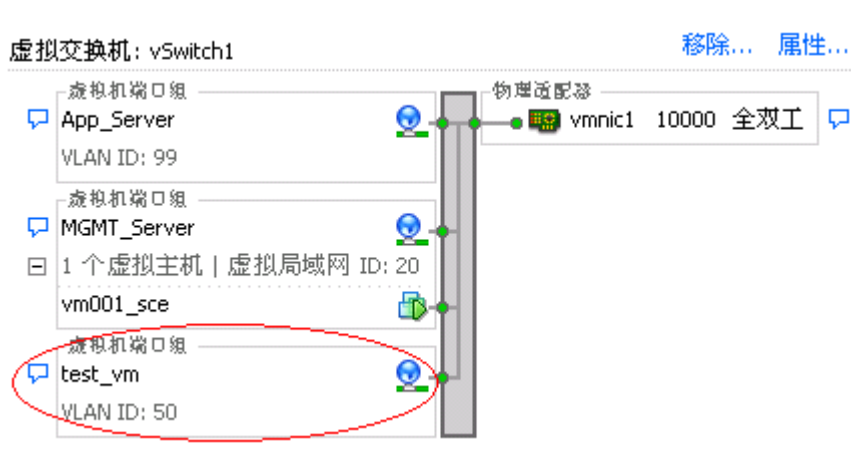 虚拟交换机: vSwitch1
移除... 属性...
虚拟机端口组
App_Server
VLAN ID: 99
物理适配器
vmnic1 10000 全双工
虚拟机端口组
MGMT_Server
1 个虚拟主机 | 虚拟局域网 ID: 20
vm001_sce
虚拟机端口组
test_vm
VLAN ID: 50